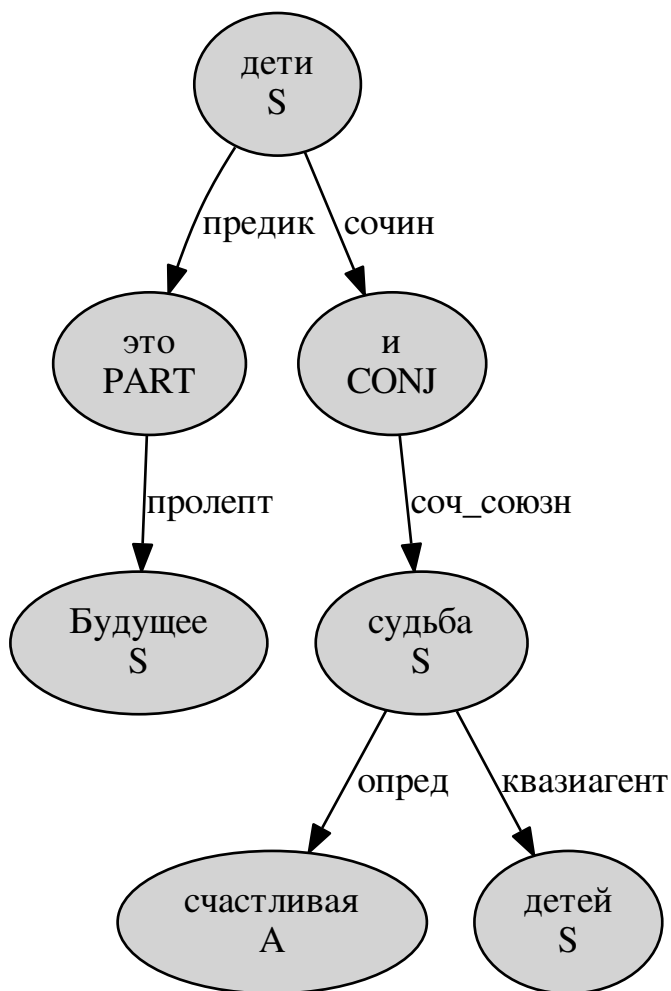 дети
S
предик сочин
это
PART
и
CONJ
пролепт соч_союзн
Будущее
S
судьба
S
опред квазиагент
счастливая
A
детей
S